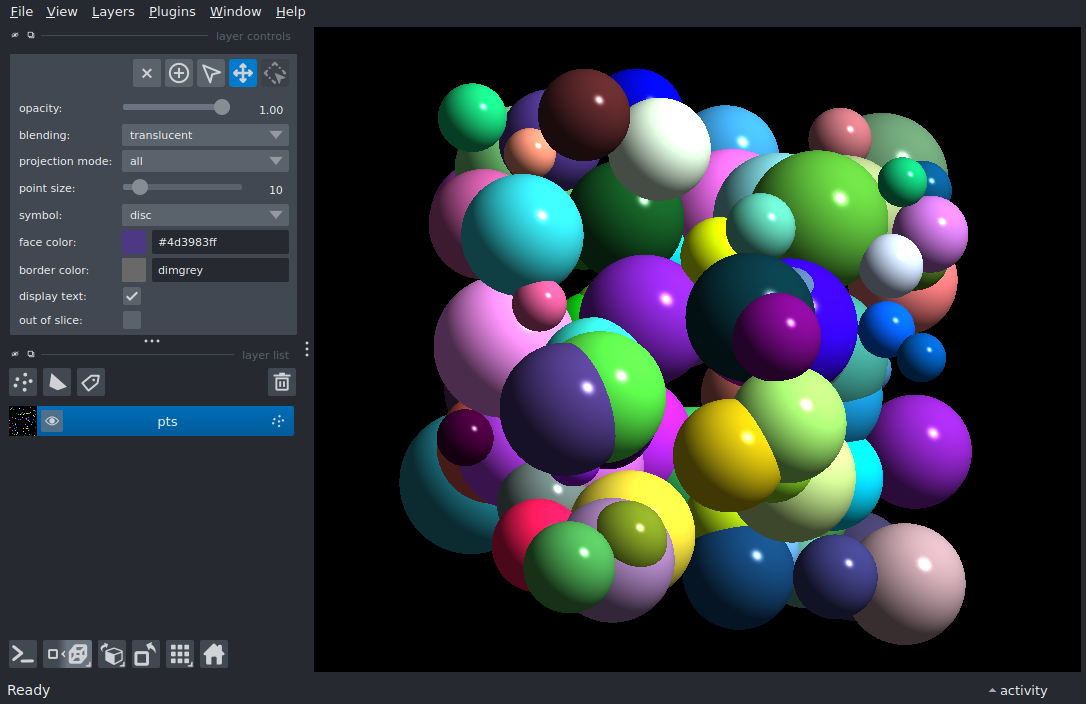 File View Layers Plugins Window Help
layer controls
opacity: 1.00
blending: translucent
projection mode: all
point size: 10
symbol: disc
face color: #4d3983ff
border color: dimgrey
display text:
out of slice:
layer list
pts
Ready
activity